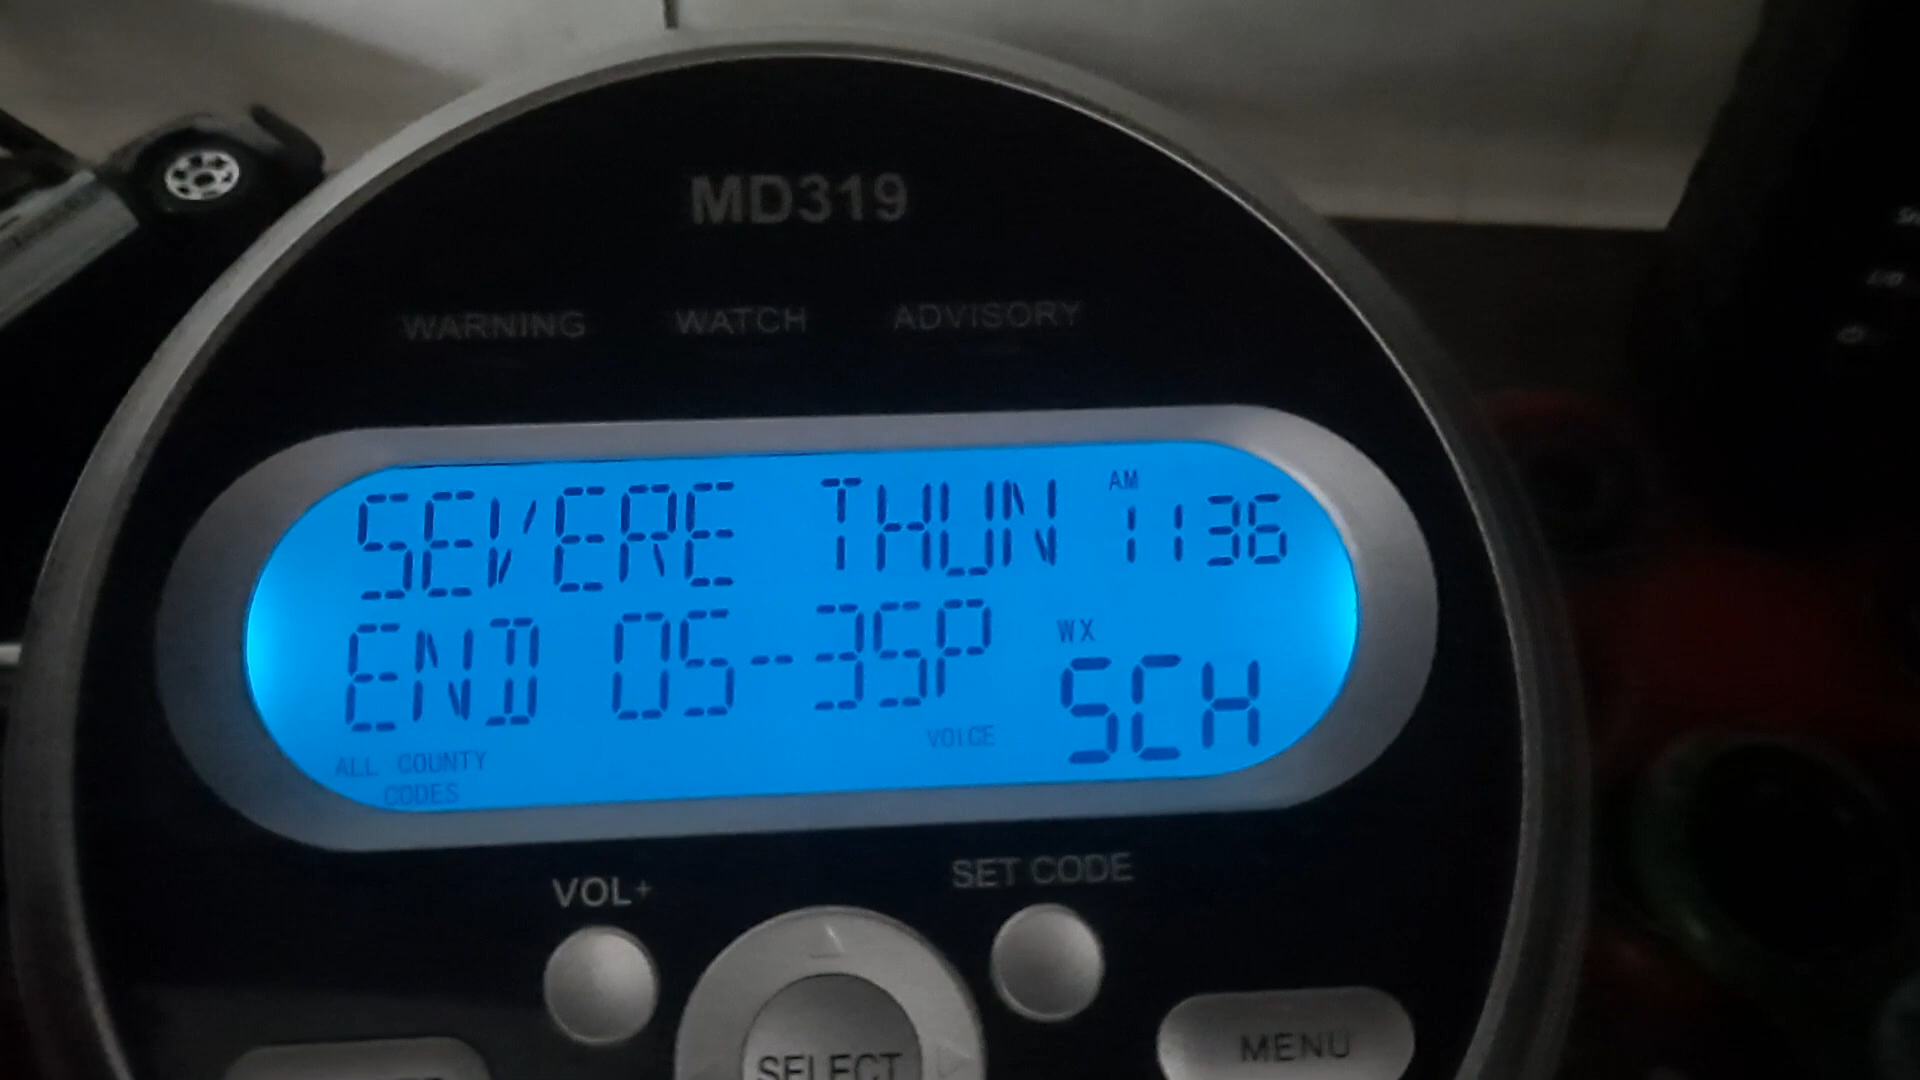 MD319
WARNING WATCH ADVISORY
SEVERE THUN AM 1136
END 05-35P WX SCH
VOICE
ALL COUNTY
CODES
VOL+ SET CODE
SELECT MENU